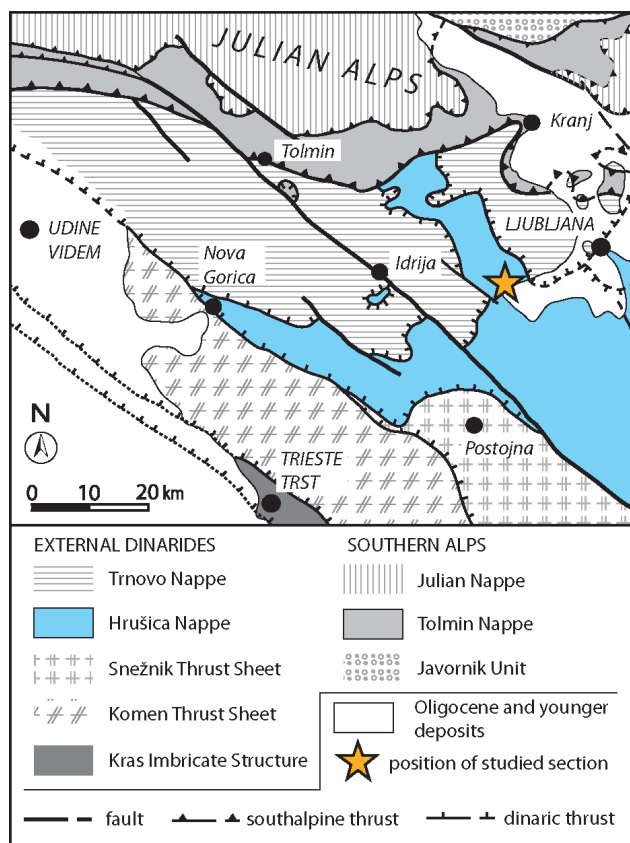 JULIAN ALPS
Kranj
Tolmin
UDINE
VIDEM
LJUBLJANA
Nova
Gorica
Idrija
N
Postojna
TRIESTE
TRST
0 10 20 km
EXTERNAL DINARIDES
Trnovo Nappe
Hrušica Nappe
Snežnik Thrust Sheet
Komen Thrust Sheet
Kras Imbricate Structure
SOUTHERN ALPS
Julian Nappe
Tolmin Nappe
Javornik Unit
Oligocene and younger
deposits
position of studied section
fault
southalpine thrust
dinaric thrust